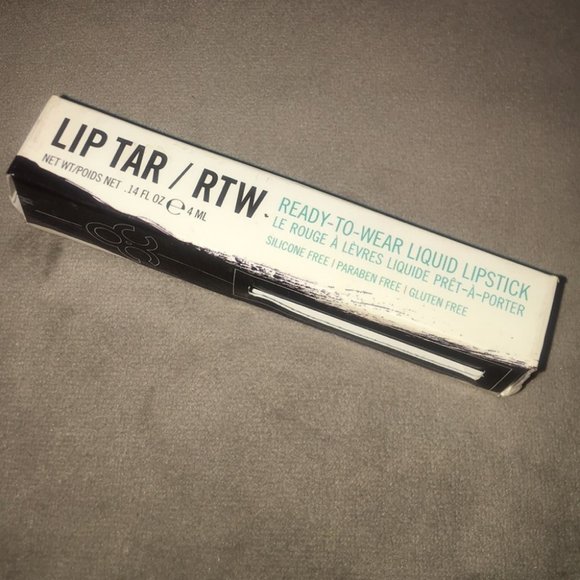 LIP TAR / RTW.
NET WT/POIDS NET .14 FL OZ ℮ 4 ML
READY-TO-WEAR LIQUID LIPSTICK
LE ROUGE À LÈVRES LIQUIDE PRÊT-À-PORTER
SILICONE FREE | PARABEN FREE | GLUTEN FREE